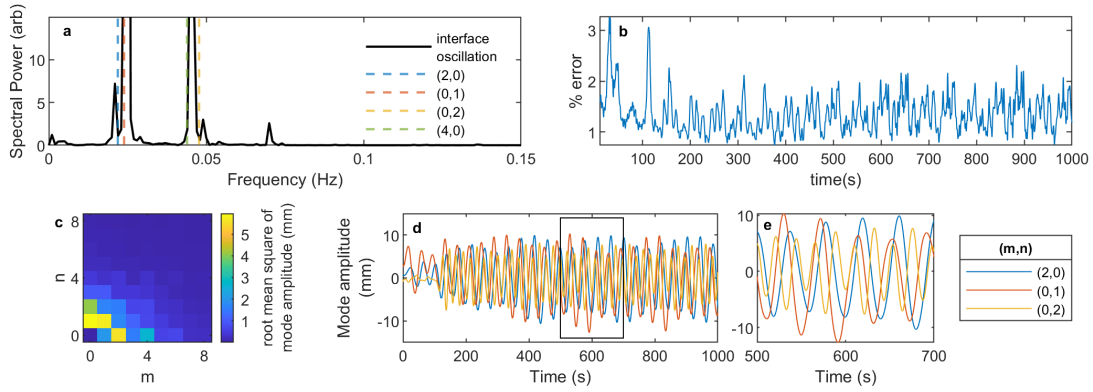 a
Spectral Power (arb)
10
5
0
0
0.05
0.1
0.15
Frequency (Hz)
interface
oscillation
(2,0)
(0,1)
(0,2)
(4,0)
b
% error
3
2
1
100
200
300
400
500
600
700
800
900
1000
time(s)
c
n
8
4
0
0
4
8
m
5
4
3
2
1
root mean square of
mode amplitude (mm)
d
Mode amplitude
(mm)
10
0
-10
0
200
400
600
800
1000
Time (s)
e
10
0
-10
500
600
700
Time (s)
(m,n)
(2,0)
(0,1)
(0,2)